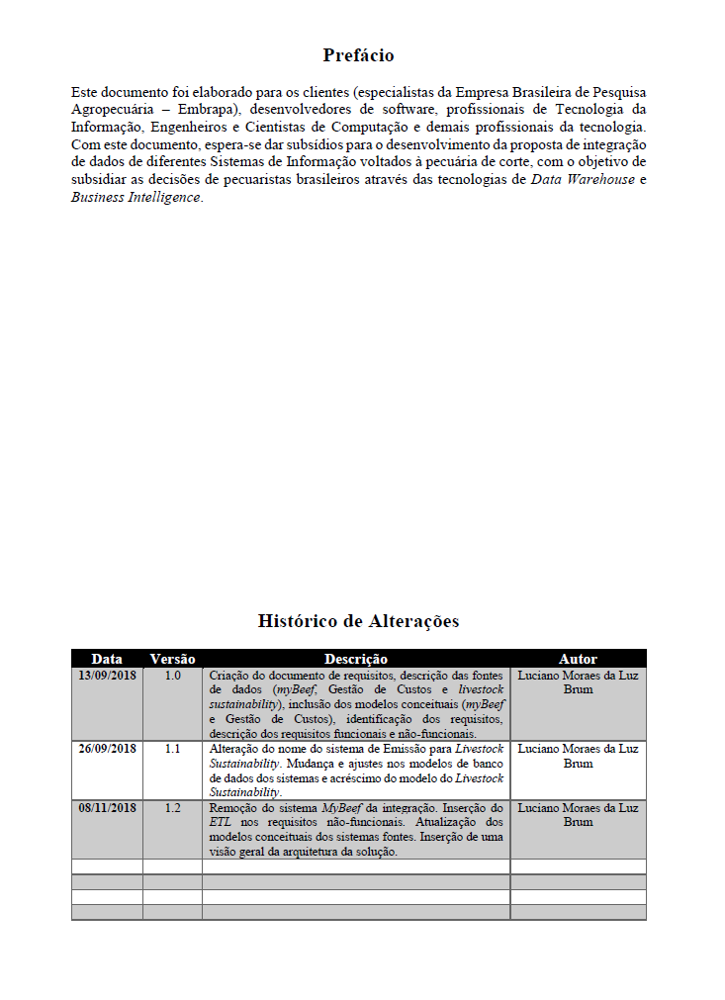 Prefácio
Este documento foi elaborado para os clientes (especialistas da Empresa Brasileira de Pesquisa
Agropecuária – Embrapa), desenvolvedores de software, profissionais de Tecnologia da
Informação, Engenheiros e Cientistas de Computação e demais profissionais da tecnologia.
Com este documento, espera-se dar subsídios para o desenvolvimento da proposta de integração
de dados de diferentes Sistemas de Informação voltados à pecuária de corte, com o objetivo de
subsidiar as decisões de pecuaristas brasileiros através das tecnologias de Data Warehouse e
Business Intelligence.
Histórico de Alterações
Data Versão Descrição Autor
13/09/2018 1.0 Criação do documento de requisitos, descrição das fontes Luciano Moraes da Luz
de dados (myBeef, Gestão de Custos e livestock Brum
sustainability), inclusão dos modelos conceituais (myBeef
e Gestão de Custos), identificação dos requisitos,
descrição dos requisitos funcionais e não-funcionais.
26/09/2018 1.1 Alteração do nome do sistema de Emissão para Livestock Luciano Moraes da Luz
Sustainability. Mudança e ajustes nos modelos de banco Brum
de dados dos sistemas e acréscimo do modelo do Livestock
Sustainability.
08/11/2018 1.2 Remoção do sistema MyBeef da integração. Inserção do Luciano Moraes da Luz
ETL nos requisitos não-funcionais. Atualização dos Brum
modelos conceituais dos sistemas fontes. Inserção de uma
visão geral da arquitetura da solução.